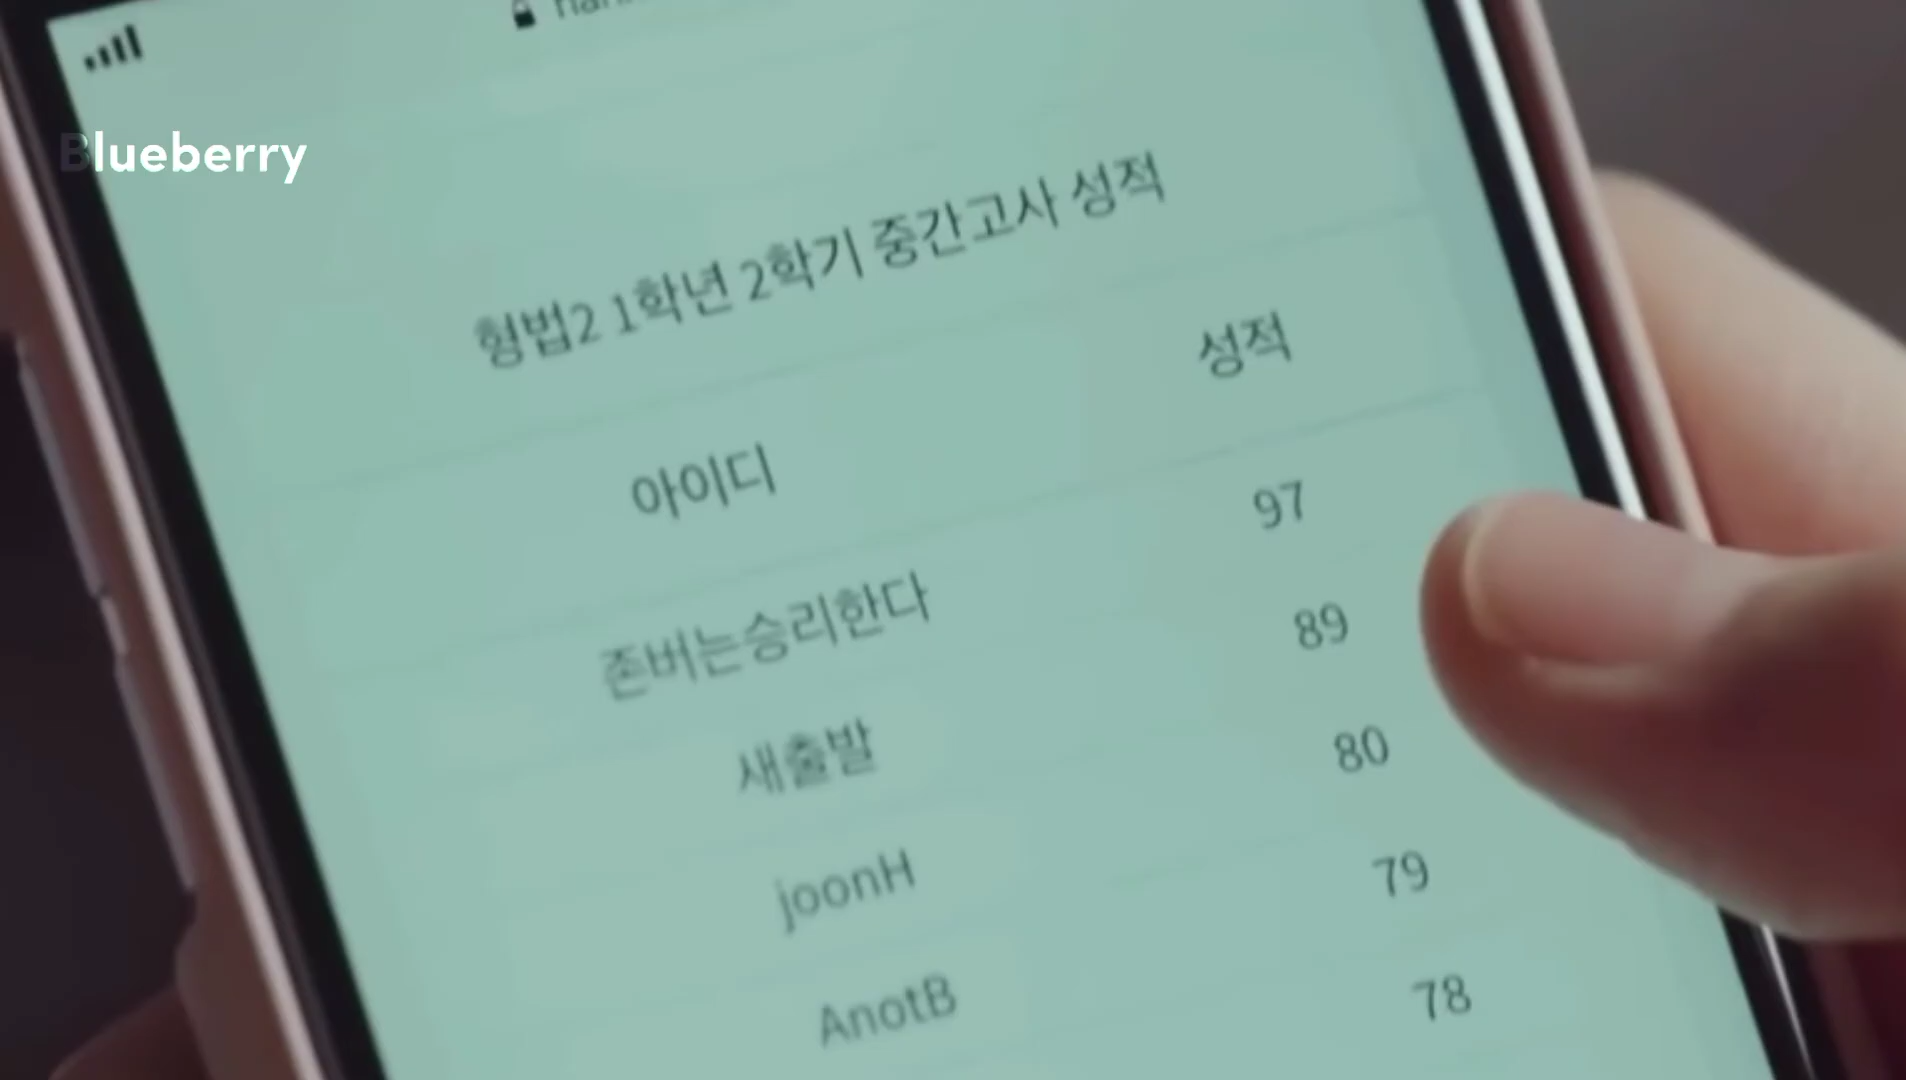 Blueberry
형법2 1학년 2학기 중간고사 성적
아이디 성적
존버는승리한다 97
새출발 89
joonH 80
AnotB 79
78